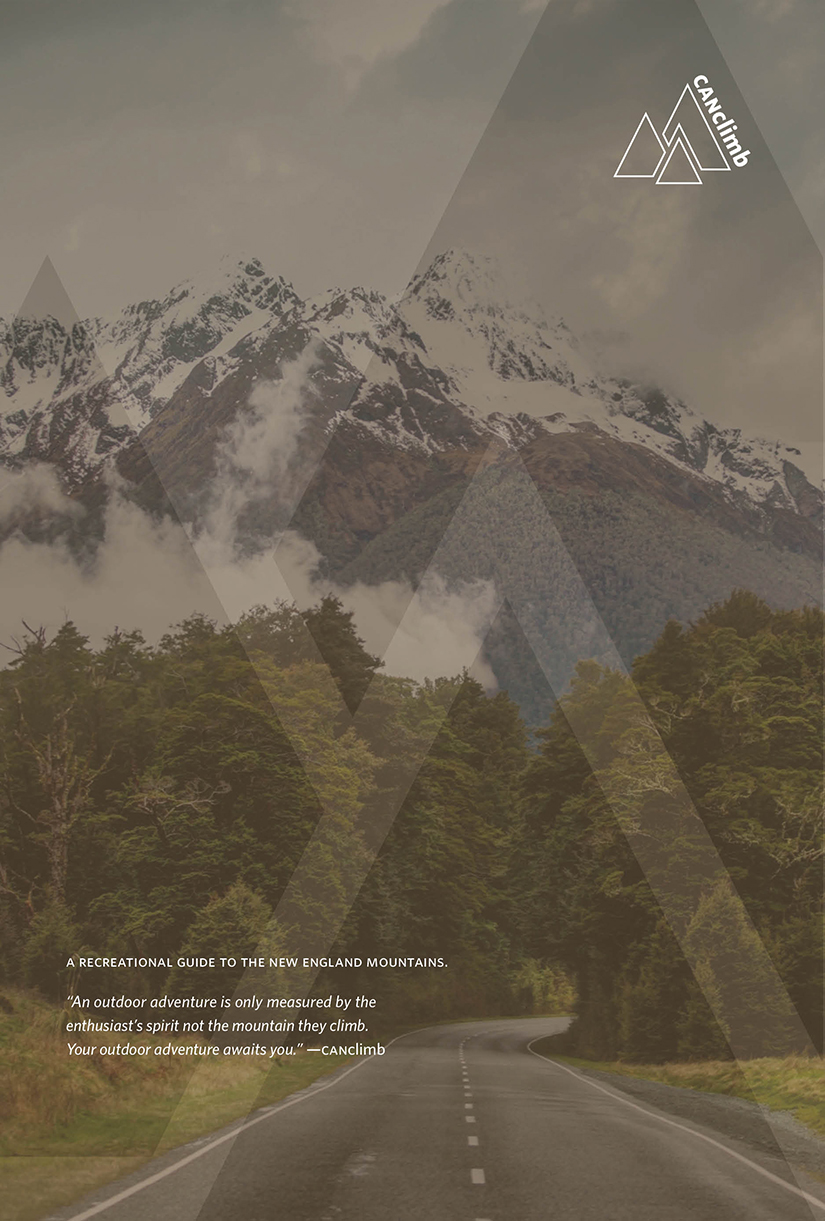 CANclimb
A RECREATIONAL GUIDE TO THE NEW ENGLAND MOUNTAINS.
“An outdoor adventure is only measured by the
enthusiast’s spirit not the mountain they climb.
Your outdoor adventure awaits you.” —CANclimb